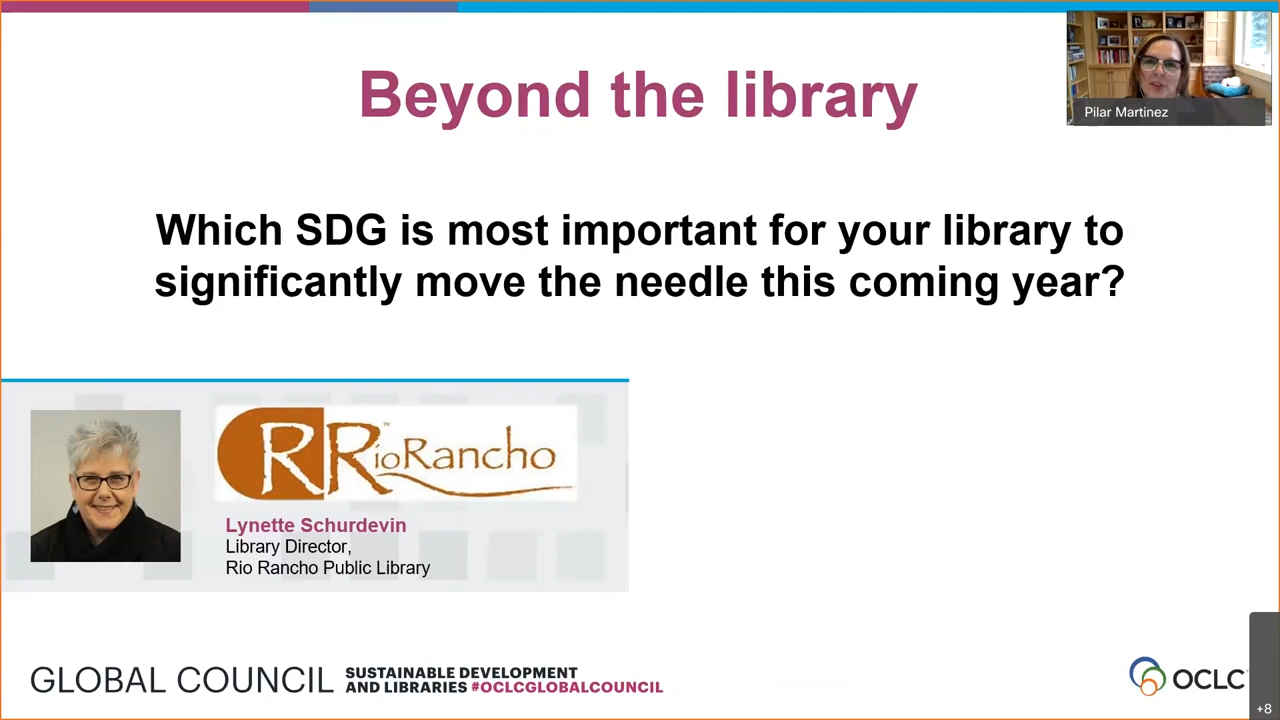 Beyond the library
Pilar Martinez
Which SDG is most important for your library to
significantly move the needle this coming year?
RRioRancho™
Lynette Schurdevin
Library Director,
Rio Rancho Public Library
GLOBAL COUNCIL
SUSTAINABLE DEVELOPMENT
AND LIBRARIES #OCLCGLOBALCOUNCIL
OCLC
+8